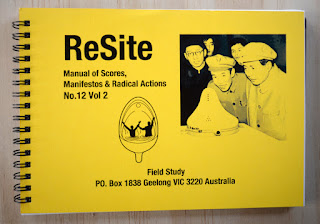 ReSite
Manual of Scores,
Manifestos & Radical Actions
No.12 Vol 2
Field Study
PO. Box 1838 Geelong VIC 3220 Australia